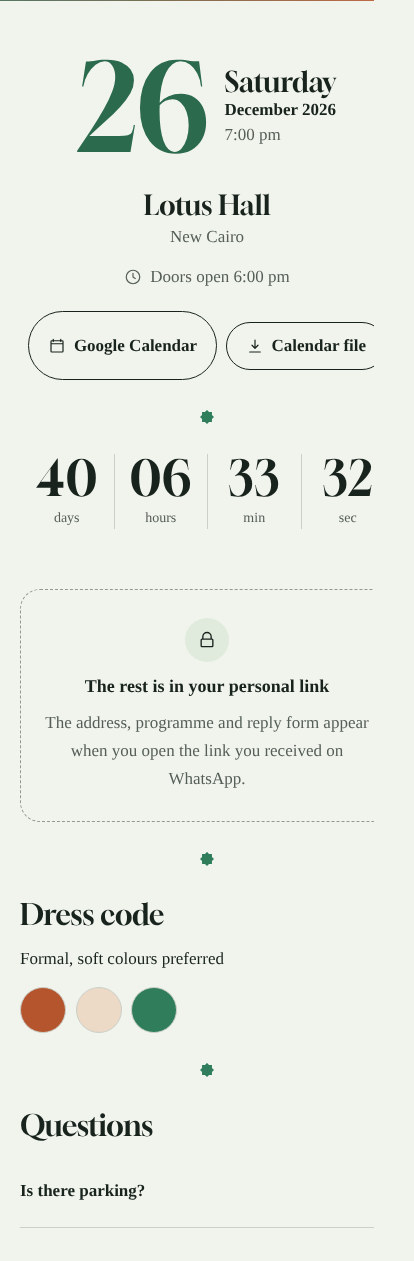 26
Saturday
December 2026
7:00 pm
Lotus Hall
New Cairo
Doors open 6:00 pm
Google Calendar
Calendar file
40 06 33 32
days hours min sec
The rest is in your personal link
The address, programme and reply form appear
when you open the link you received on
WhatsApp.
Dress code
Formal, soft colours preferred
Questions
Is there parking?